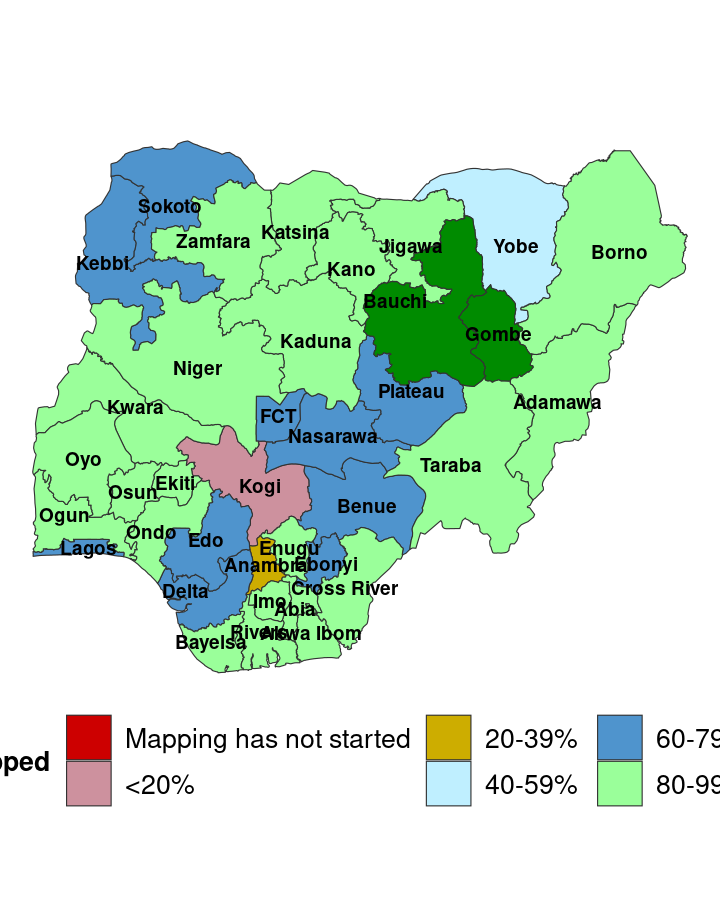 Sokoto
Katsina
Zamfara
Jigawa
Yobe
Borno
Kebbi
Kano
Bauchi
Gombe
Kaduna
Niger
Plateau
Adamawa
Kwara
FCT
Nasarawa
Oyo
Taraba
Ekiti
Kogi
Osun
Benue
Ogun
Ondo
Edo
Lagos
Enugu
Anambra
Ebonyi
Delta
Cross River
Imo
Abia
Rivers
Akwa Ibom
Bayelsa
pped
Mapping has not started 20-39% 60-79
<20% 40-59% 80-99